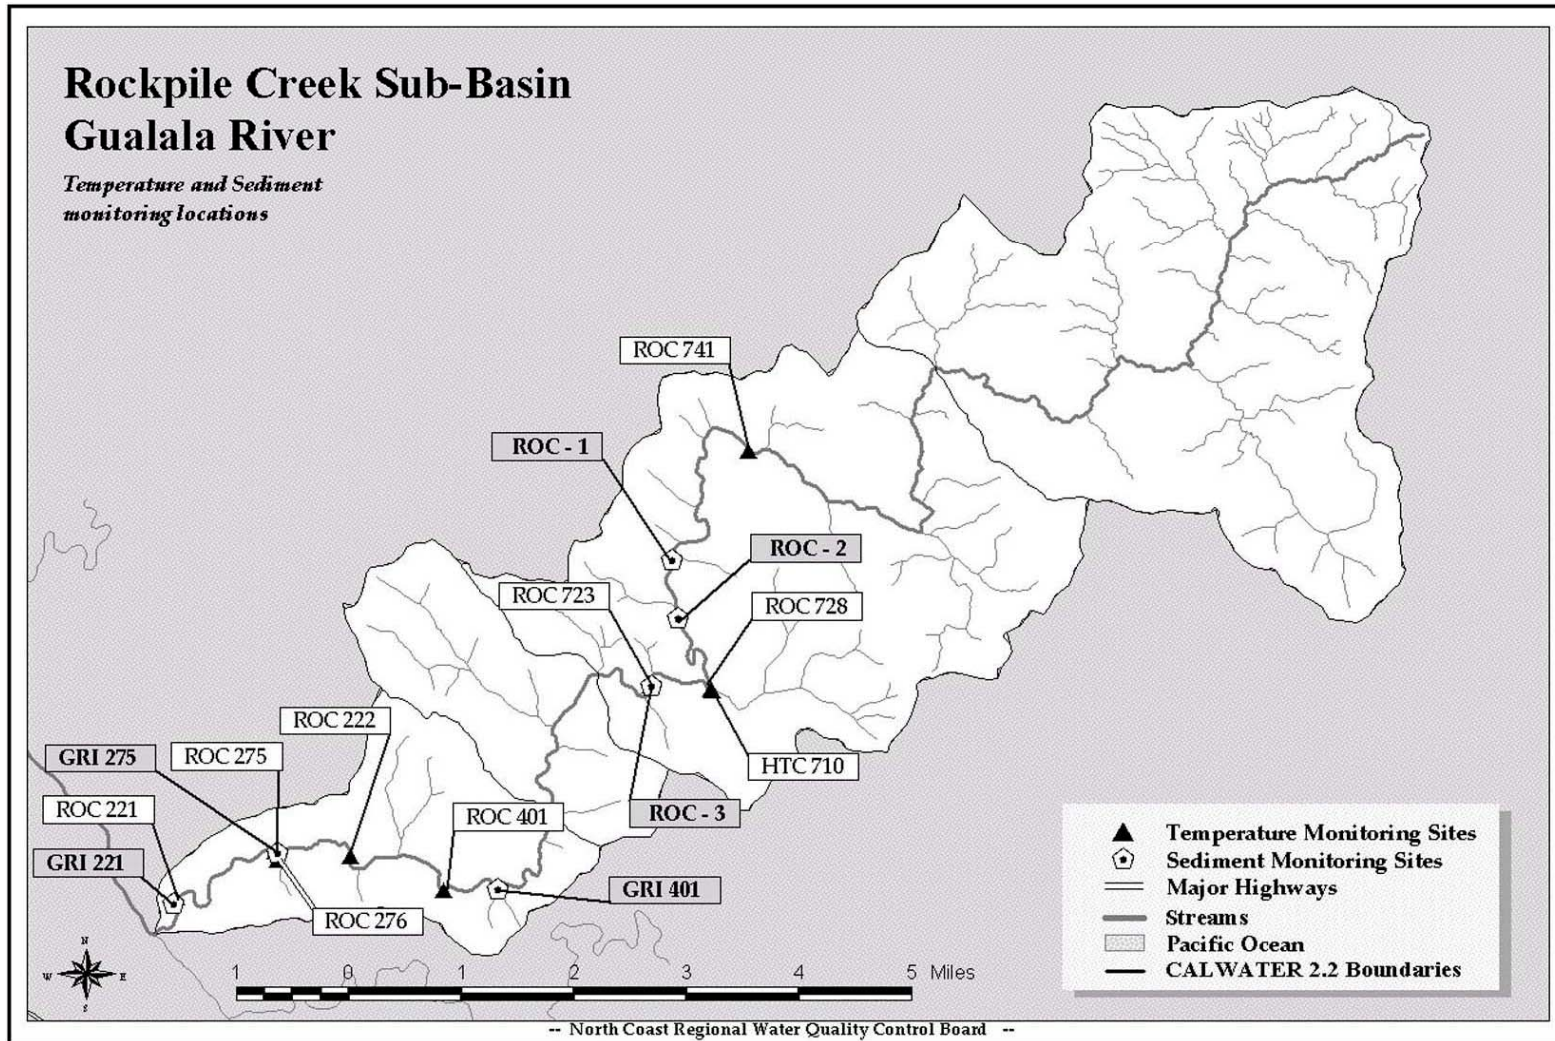 Rockpile Creek Sub-Basin
Gualala River
Temperature and Sediment
monitoring locations
ROC 741
ROC - 1
ROC - 2
ROC 723
ROC 728
ROC 222
GRI 275
ROC 275
HTC 710
ROC 221
ROC 401
ROC - 3
GRI 221
GRI 401
ROC 276
Temperature Monitoring Sites
Sediment Monitoring Sites
Major Highways
Streams
Pacific Ocean
CALWATER 2.2 Boundaries
N
W E
S
1 0 1 2 3 4 5 Miles
-- North Coast Regional Water Quality Control Board --